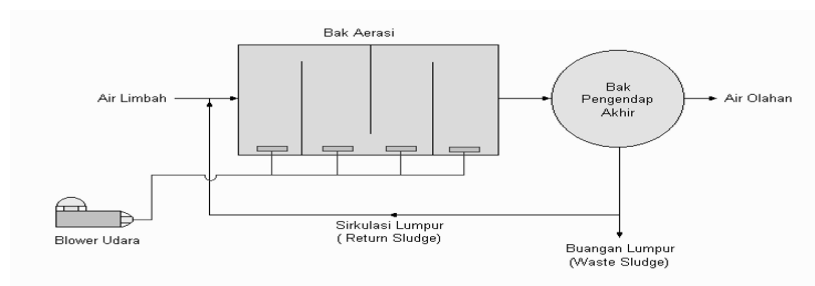 Bak Aerasi
Air Limbah
Bak
Pengendap
Akhir
Air Olahan
Blower Udara
Sirkulasi Lumpur
( Return Sludge)
Buangan Lumpur
(Waste Sludge)